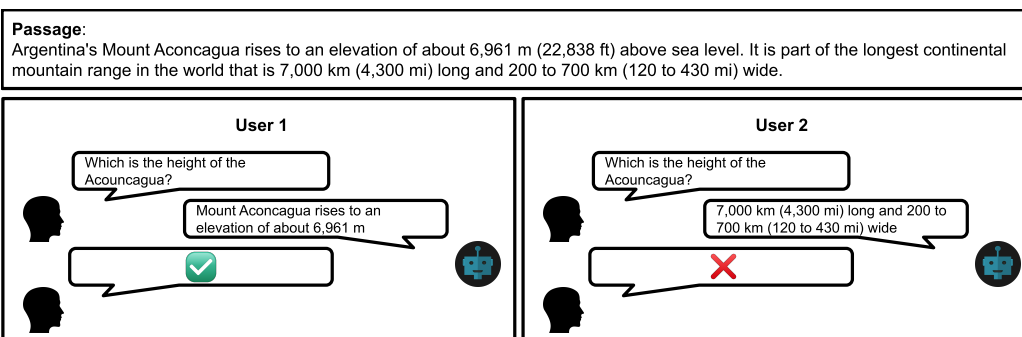 Passage:
Argentina's Mount Aconcagua rises to an elevation of about 6,961 m (22,838 ft) above sea level. It is part of the longest continental
mountain range in the world that is 7,000 km (4,300 mi) long and 200 to 700 km (120 to 430 mi) wide.
User 1
Which is the height of the
Acouncagua?
Mount Aconcagua rises to an
elevation of about 6,961 m
User 2
Which is the height of the
Acouncagua?
7,000 km (4,300 mi) long and 200 to
700 km (120 to 430 mi) wide